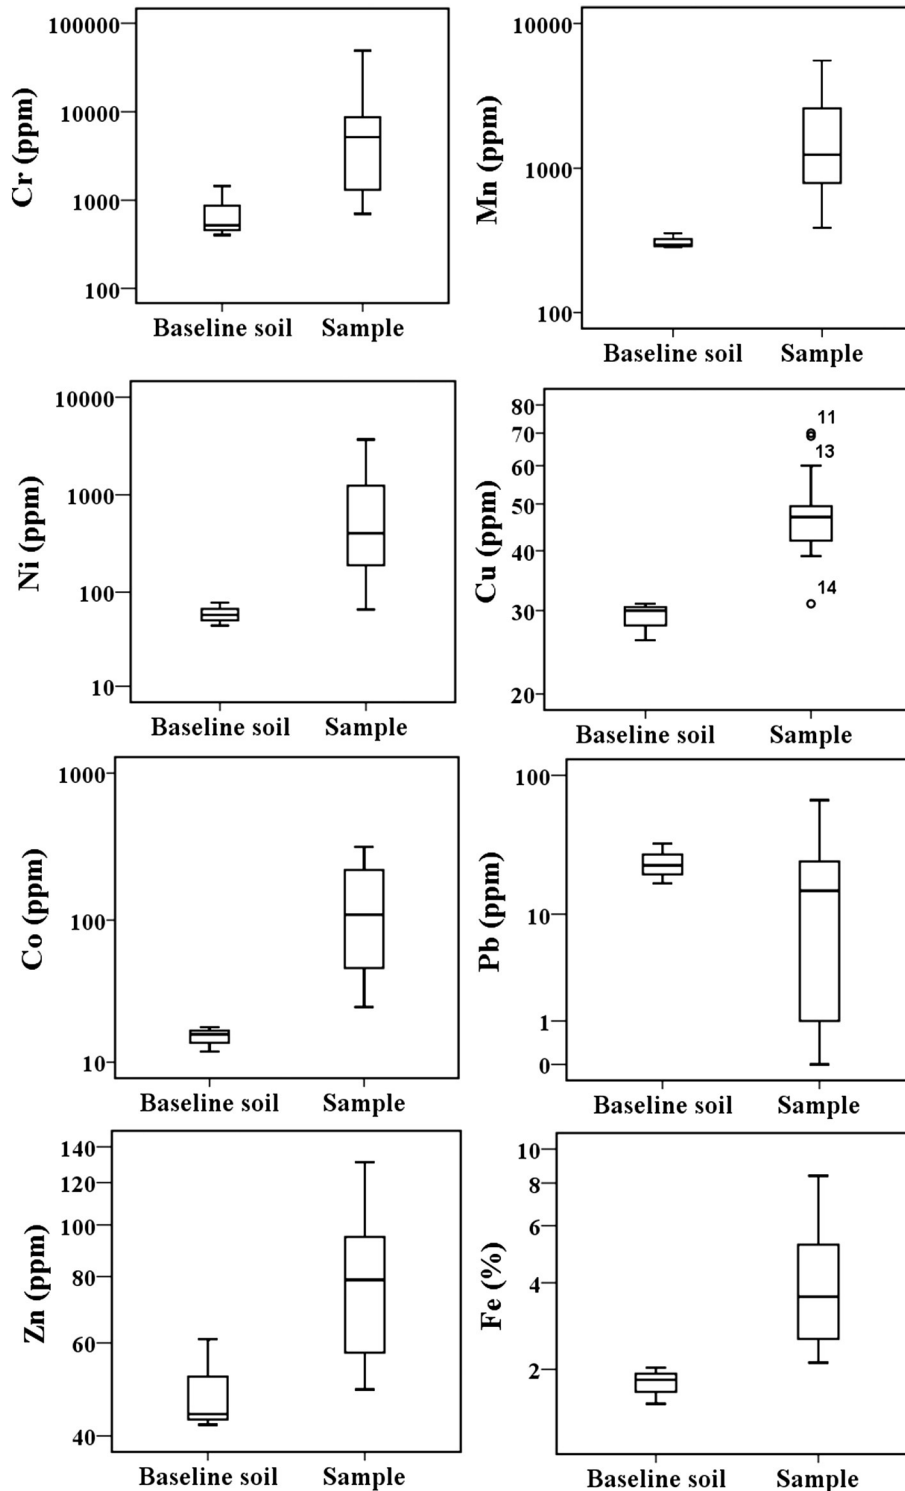 Cr (ppm)
100000
10000
1000
100
Baseline soil Sample
Mn (ppm)
10000
1000
100
Baseline soil Sample
Ni (ppm)
10000
1000
100
10
Baseline soil Sample
Cu (ppm)
80
70
60
50
40
30
20
11
13
14
Baseline soil Sample
Co (ppm)
1000
100
10
Baseline soil Sample
Pb (ppm)
100
10
1
0
Baseline soil Sample
Zn (ppm)
140
120
100
80
60
40
Baseline soil Sample
Fe (%)
10
8
6
4
2
Baseline soil Sample